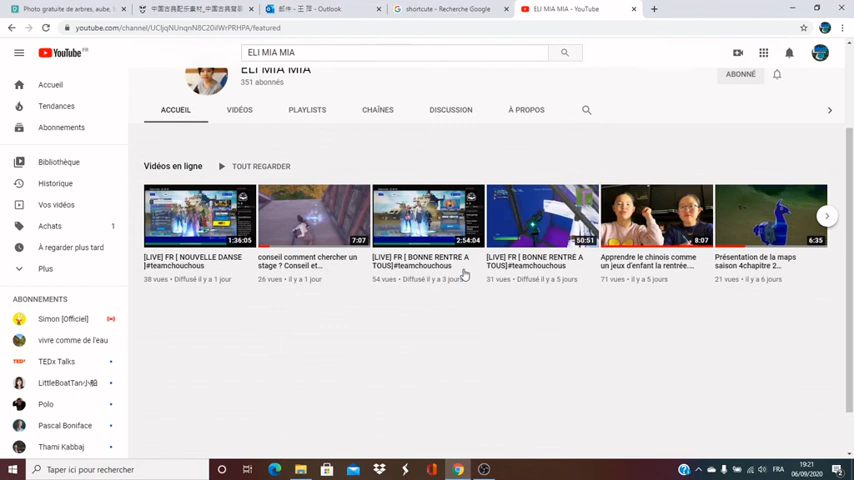 Photo gratuite de arbres, aube,
中国古典配乐素材_中国古典音乐
邮件 - 王 萍 - Outlook
shortcute - Recherche Google
ELI MIA MIA - YouTube
youtube.com/channel/UCljqNUnqnN8C20iIWrPRHPA/featured
YouTube FR
ELI MIA MIA
ELI MIA MIA
351 abonnés
ABONNÉ
ACCUEIL VIDÉOS PLAYLISTS CHAÎNES DISCUSSION À PROPOS
Accueil
Tendances
Abonnements
Bibliothèque
Historique
Vos vidéos
Achats 1
À regarder plus tard
Plus
ABONNEMENTS
Simon [Officiel]
vivre comme de l'eau
TEDx Talks
LittleBoatTan小船
Polo
Pascal Boniface
Thami Kabbaj
Vidéos en ligne TOUT REGARDER
1:36:05
7:07
2:54:04
50:51
8:07
6:35
[LIVE] FR [ NOUVELLE DANSE
]#teamchouchous
38 vues • Diffusé il y a 1 jour
conseil comment chercher un
stage ? Conseil et...
26 vues • il y a 1 jour
[LIVE] FR [ BONNE RENTRE A
TOUS]#teamchouchous
54 vues • Diffusé il y a 3 jours
[LIVE] FR [ BONNE RENTRE A
TOUS]#teamchouchous
31 vues • Diffusé il y a 5 jours
Apprendre le chinois comme
un jeux d'enfant la rentrée...
71 vues • il y a 5 jours
Présentation de la maps
saison 4chapitre 2...
21 vues • il y a 6 jours
Taper ici pour rechercher
FRA
19:21
06/09/2020